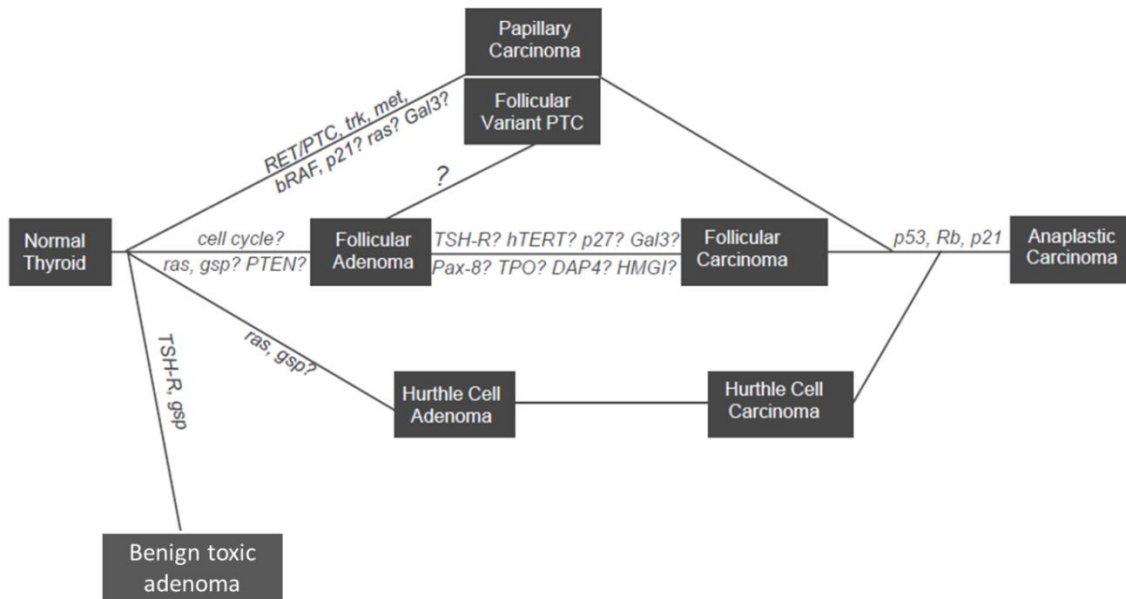 Papillary
Carcinoma
Follicular
Variant PTC
RET/PTC, trk, met,
bRAF, p21? ras? Gal3?
?
Normal
Thyroid
cell cycle?
ras, gsp? PTEN?
Follicular
Adenoma
TSH-R? hTERT? p27? Gal3?
Pax-8? TPO? DAP4? HMGI?
Follicular
Carcinoma
p53, Rb, p21
Anaplastic
Carcinoma
ras, gsp?
TSH-R, gsp
Hurthle Cell
Adenoma
Hurthle Cell
Carcinoma
Benign toxic
adenoma